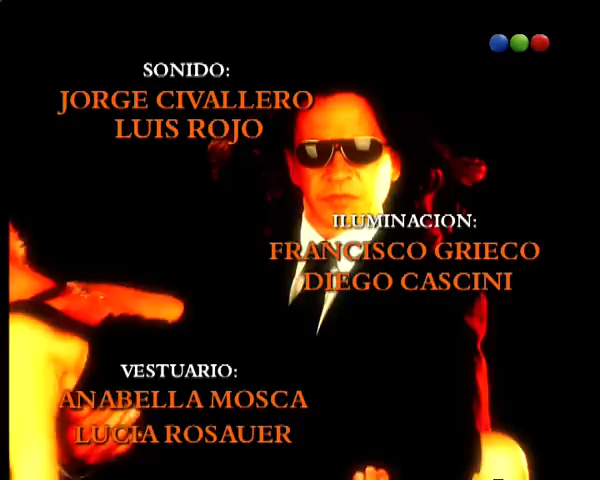 SONIDO:
JORGE CIVALLERO
LUIS ROJO
ILUMINACION:
FRANCISCO GRIECO
DIEGO CASCINI
VESTUARIO:
ANABELLA MOSCA
LUCIA ROSAUER